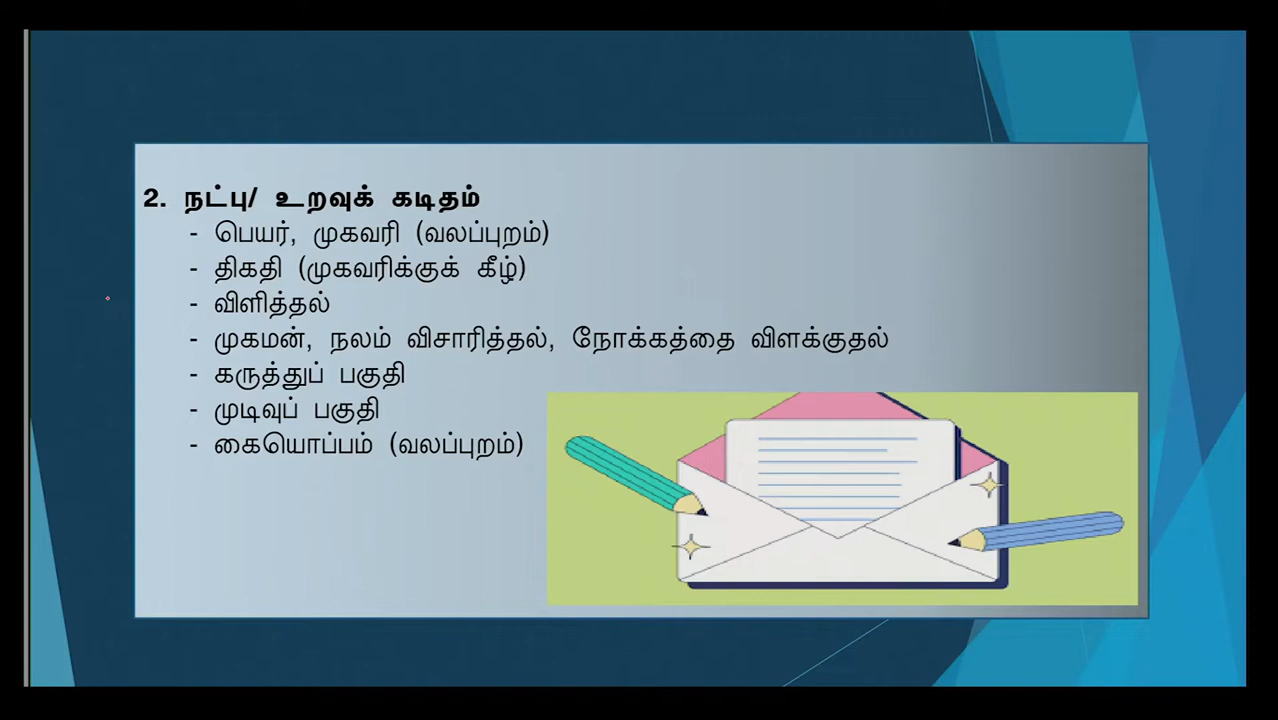 2. நட்பு/ உறவுக் கடிதம்
- பெயர், முகவரி (வலப்புறம்)
- திகதி (முகவரிக்குக் கீழ்)
- விளித்தல்
- முகமன், நலம் விசாரித்தல், நோக்கத்தை விளக்குதல்
- கருத்துப் பகுதி
- முடிவுப் பகுதி
- கையொப்பம் (வலப்புறம்)